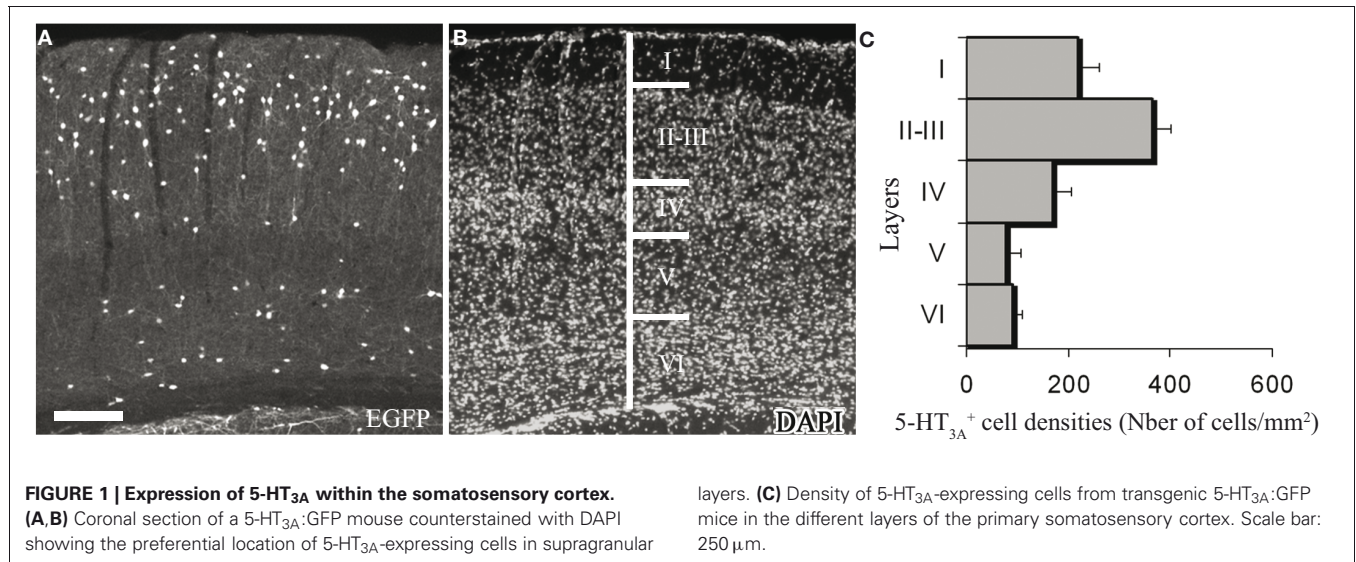 A
EGFP
B
I
II-III
IV
V
VI
DAPI
C
Layers
I
II-III
IV
V
VI
0 200 400 600
5-HT₃ₐ⁺ cell densities (Nber of cells/mm²)
FIGURE 1 | Expression of 5-HT₃ₐ within the somatosensory cortex.
(A,B) Coronal section of a 5-HT₃ₐ:GFP mouse counterstained with DAPI
showing the preferential location of 5-HT₃ₐ-expressing cells in supragranular
layers. (C) Density of 5-HT₃ₐ-expressing cells from transgenic 5-HT₃ₐ:GFP
mice in the different layers of the primary somatosensory cortex. Scale bar:
250 μm.